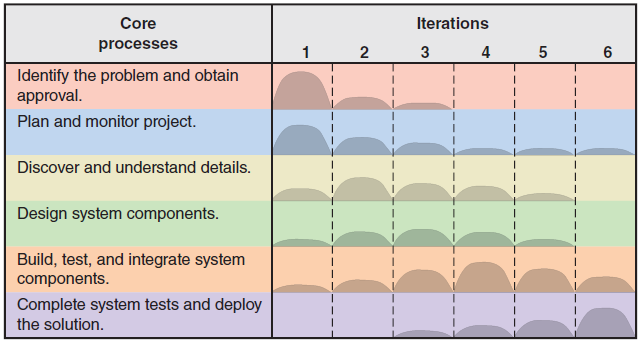 Core
processes
Iterations
1 2 3 4 5 6
Identify the problem and obtain
approval.
Plan and monitor project.
Discover and understand details.
Design system components.
Build, test, and integrate system
components.
Complete system tests and deploy
the solution.